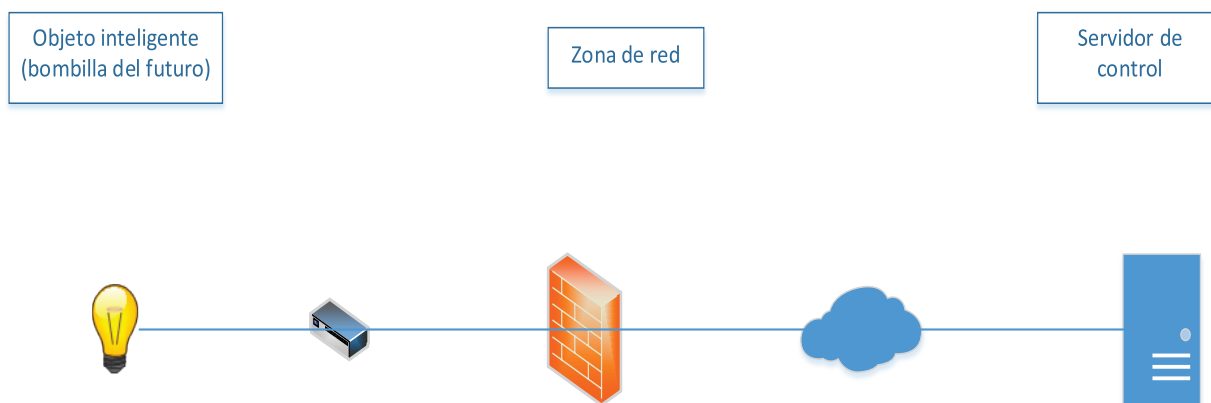 Objeto inteligente
(bombilla del futuro)
Zona de red
Servidor de
control